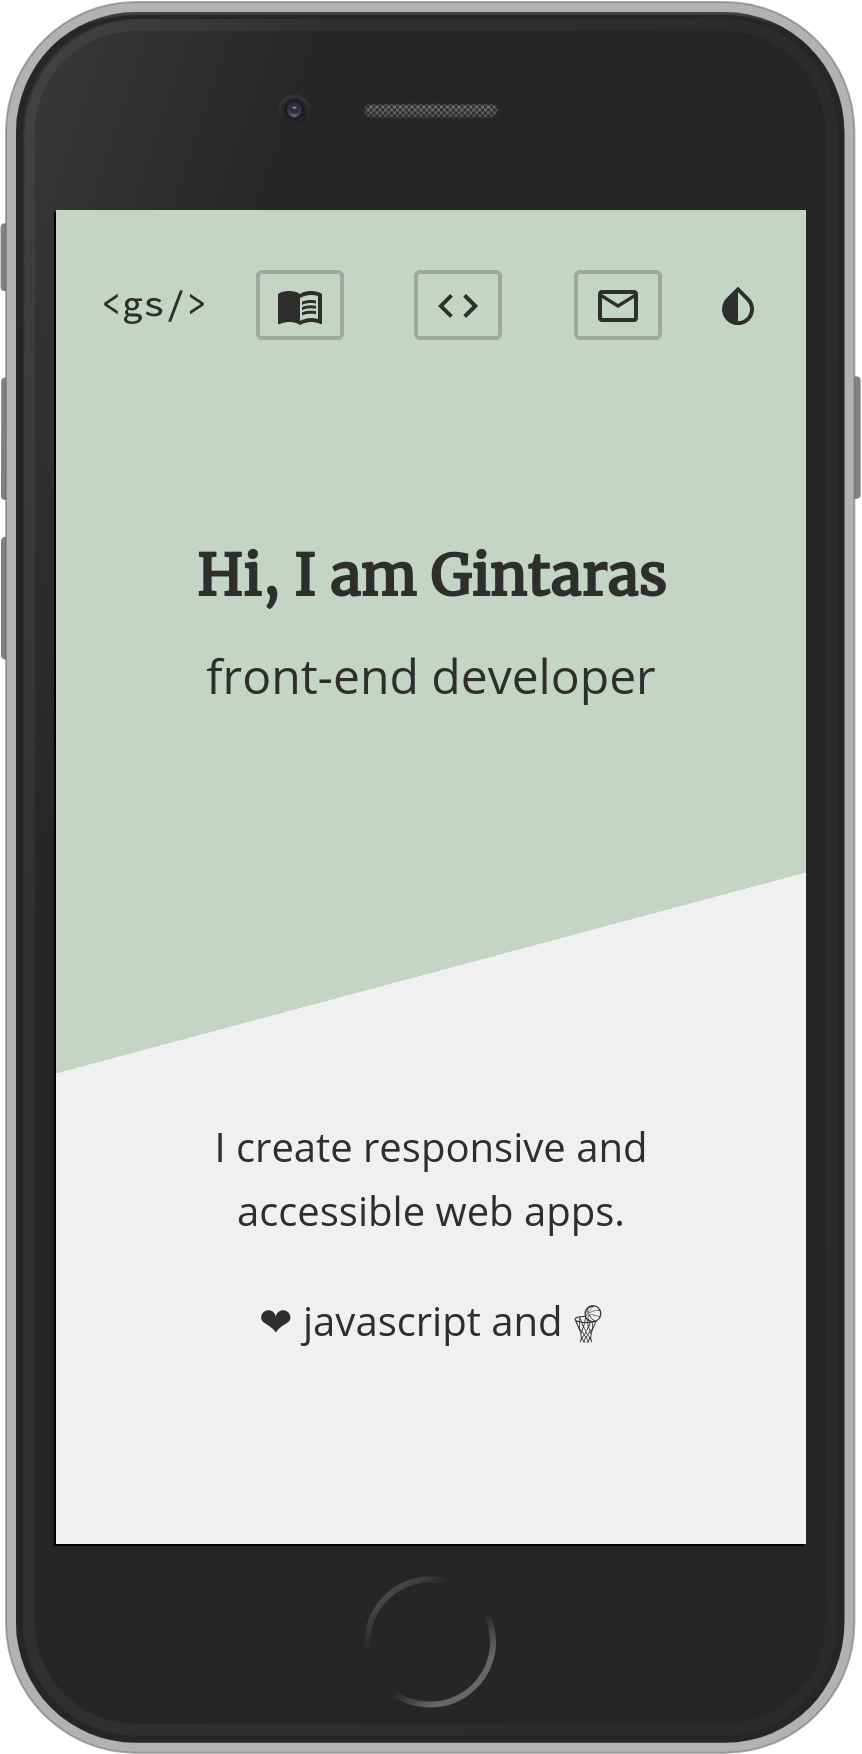 <gs/>
Hi, I am Gintaras
front-end developer
I create responsive and
accessible web apps.
❤ javascript and